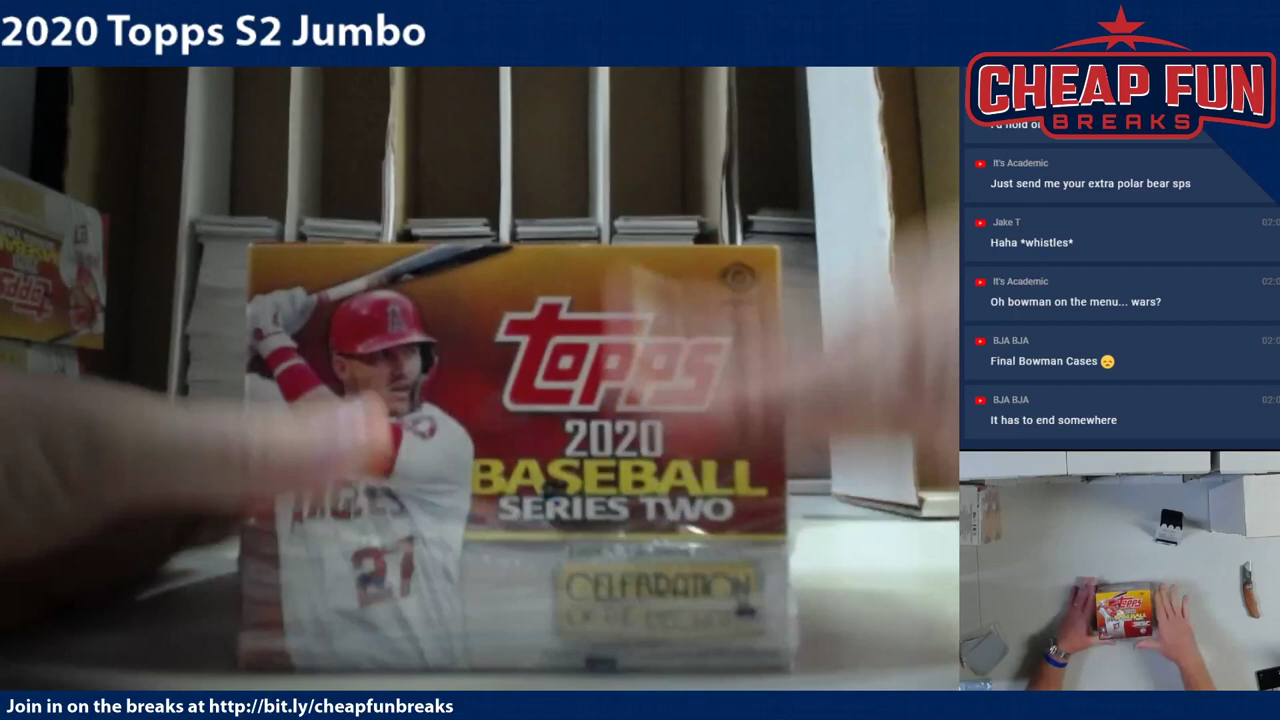 2020 Topps S2 Jumbo
CHEAP FUN
BREAKS
It's Academic
Just send me your extra polar bear sps
Jake T
Haha *whistles*
It's Academic
Oh bowman on the menu... wars?
BJA BJA
Final Bowman Cases 😞
BJA BJA
It has to end somewhere
topps
2020
BASEBALL
SERIES TWO
CELEBRATION
27
Join in on the breaks at http://bit.ly/cheapfunbreaks